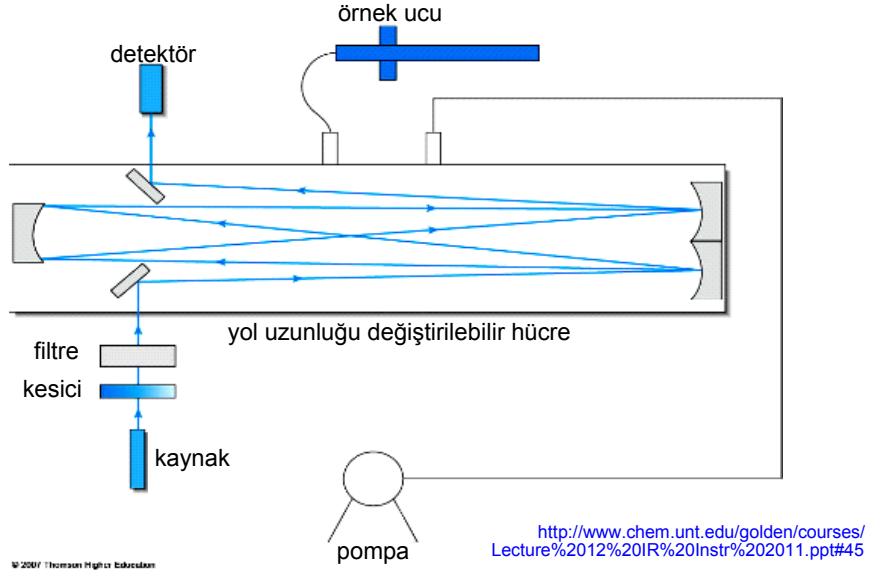 örnek ucu
detektör
yol uzunluğu değiştirilebilir hücre
filtre
kesici
kaynak
pompa
http://www.chem.unt.edu/golden/courses/
Lecture%2012%20IR%20Instr%202011.ppt#45
© 2007 Thomson Higher Education